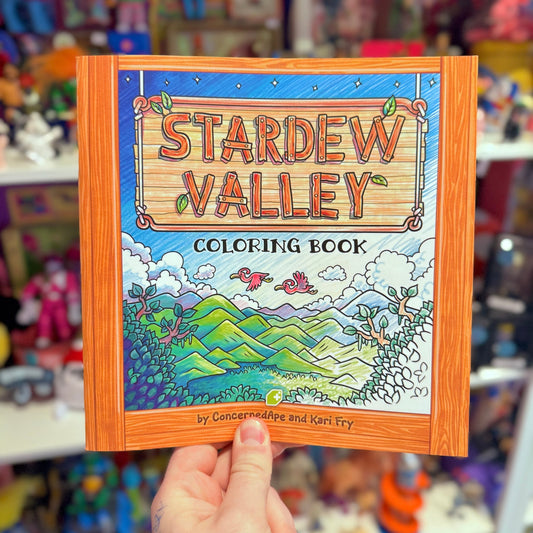 STARDEW
VALLEY
COLORING BOOK
by ConcernedApe and Kari Fry